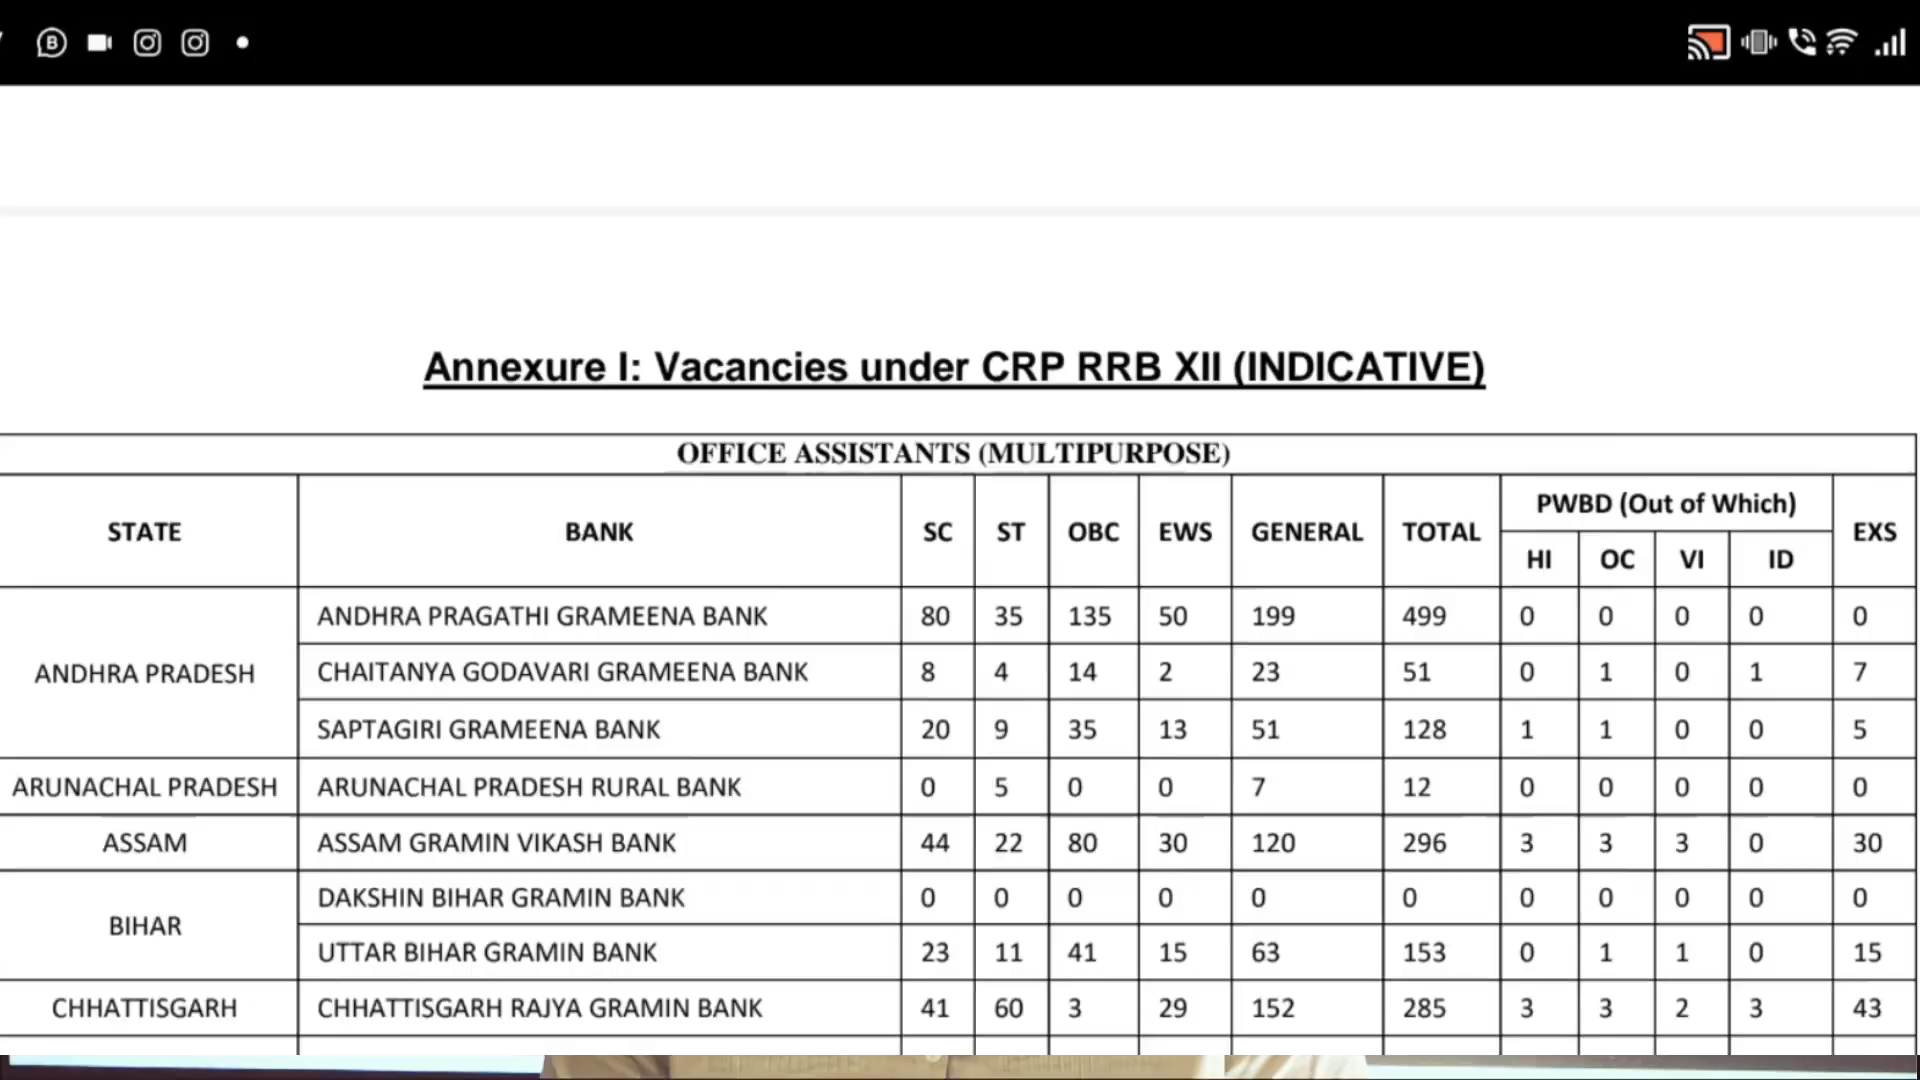 Annexure I: Vacancies under CRP RRB XII (INDICATIVE)
OFFICE ASSISTANTS (MULTIPURPOSE)
STATE BANK SC ST OBC EWS GENERAL TOTAL PWBD (Out of Which) EXS
HI OC VI ID
ANDHRA PRADESH
ANDHRA PRAGATHI GRAMEENA BANK 80 35 135 50 199 499 0 0 0 0 0
CHAITANYA GODAVARI GRAMEENA BANK 8 4 14 2 23 51 0 1 0 1 7
SAPTAGIRI GRAMEENA BANK 20 9 35 13 51 128 1 1 0 0 5
ARUNACHAL PRADESH ARUNACHAL PRADESH RURAL BANK 0 5 0 0 7 12 0 0 0 0 0
ASSAM ASSAM GRAMIN VIKASH BANK 44 22 80 30 120 296 3 3 3 0 30
BIHAR
DAKSHIN BIHAR GRAMIN BANK 0 0 0 0 0 0 0 0 0 0 0
UTTAR BIHAR GRAMIN BANK 23 11 41 15 63 153 0 1 1 0 15
CHHATTISGARH CHHATTISGARH RAJYA GRAMIN BANK 41 60 3 29 152 285 3 3 2 3 43